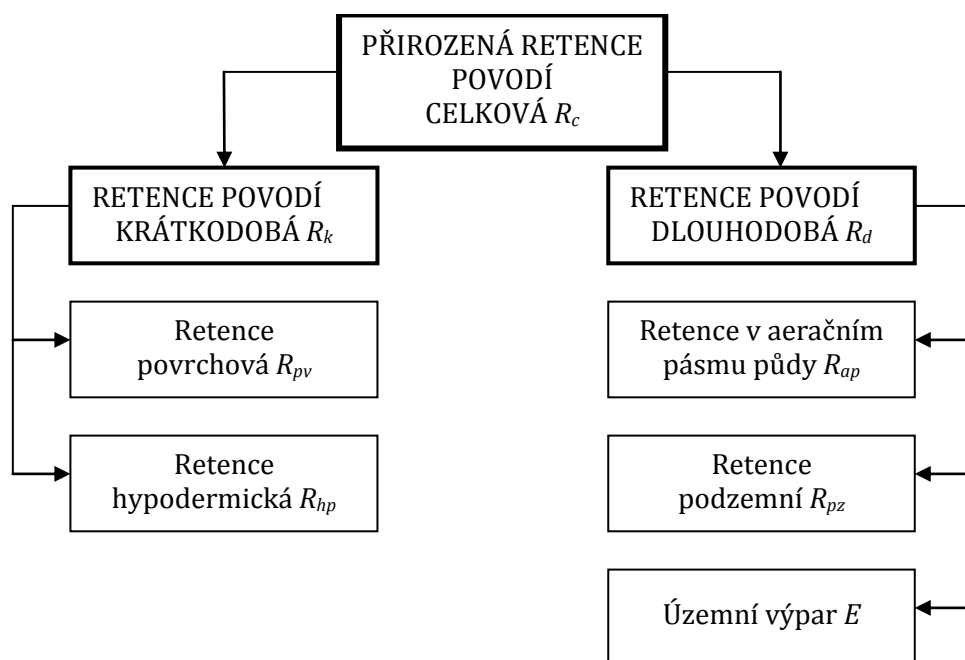 PŘIROZENÁ RETENCE
POVODÍ
CELKOVÁ Rc
RETENCE POVODÍ
KRÁTKODOBÁ Rk
RETENCE POVODÍ
DLOUHODOBÁ Rd
Retence
povrchová Rpv
Retence v aeračním
pásmu půdy Rap
Retence
hypodermická Rhp
Retence
podzemní Rpz
Územní výpar E